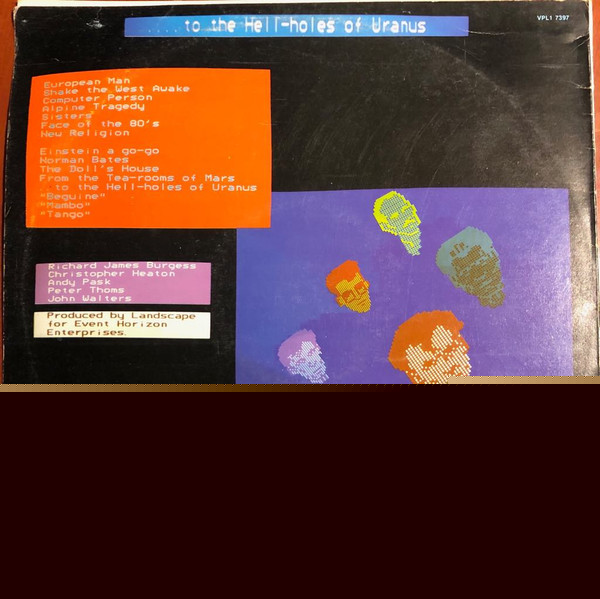 .....to the Hell-holes of Uranus
VPL1 7397
European Man
Shake the West Awake
Computer Person
Alpine Tragedy
Sisters
Face of the 80's
New Religion
Einstein a go-go
Norman Bates
The Doll's House
From the Tea-rooms of Mars
..to the Hell-holes of Uranus
"Beguine"
"Mambo"
"Tango"
Richard James Burgess
Christopher Heaton
Andy Pask
Peter Thoms
John Walters
Produced by Landscape
for Event Horizon
Enterprises.